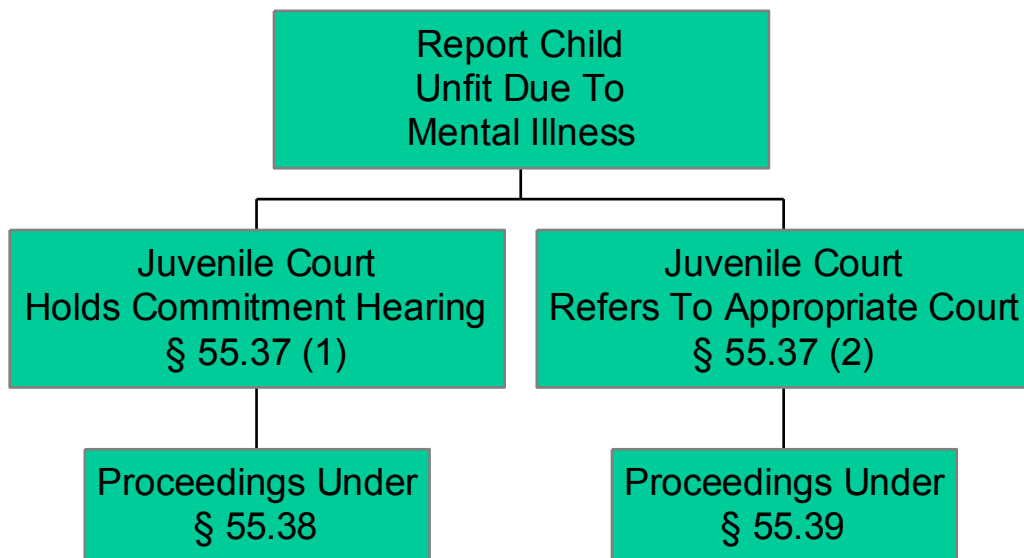 Report Child
Unfit Due To
Mental Illness
Juvenile Court
Holds Commitment Hearing
§ 55.37 (1)
Juvenile Court
Refers To Appropriate Court
§ 55.37 (2)
Proceedings Under
§ 55.38
Proceedings Under
§ 55.39